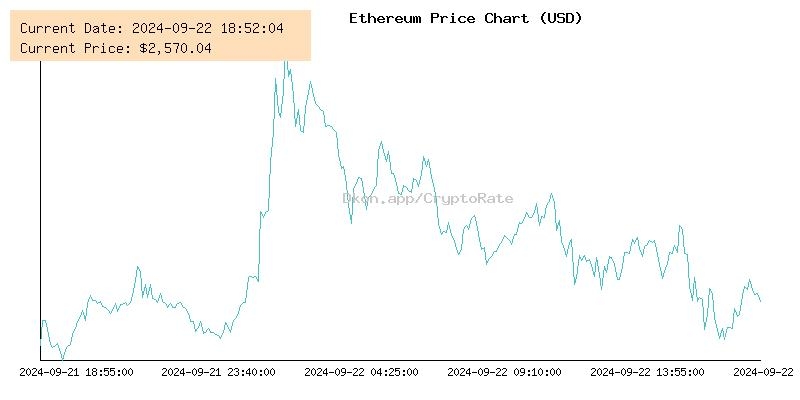 Ethereum Price Chart (USD)
Current Date: 2024-09-22 18:52:04
Current Price: $2,570.04
Dkon.app/CryptoRate
2024-09-21 18:55:00 2024-09-21 23:40:00 2024-09-22 04:25:00 2024-09-22 09:10:00 2024-09-22 13:55:00 2024-09-22